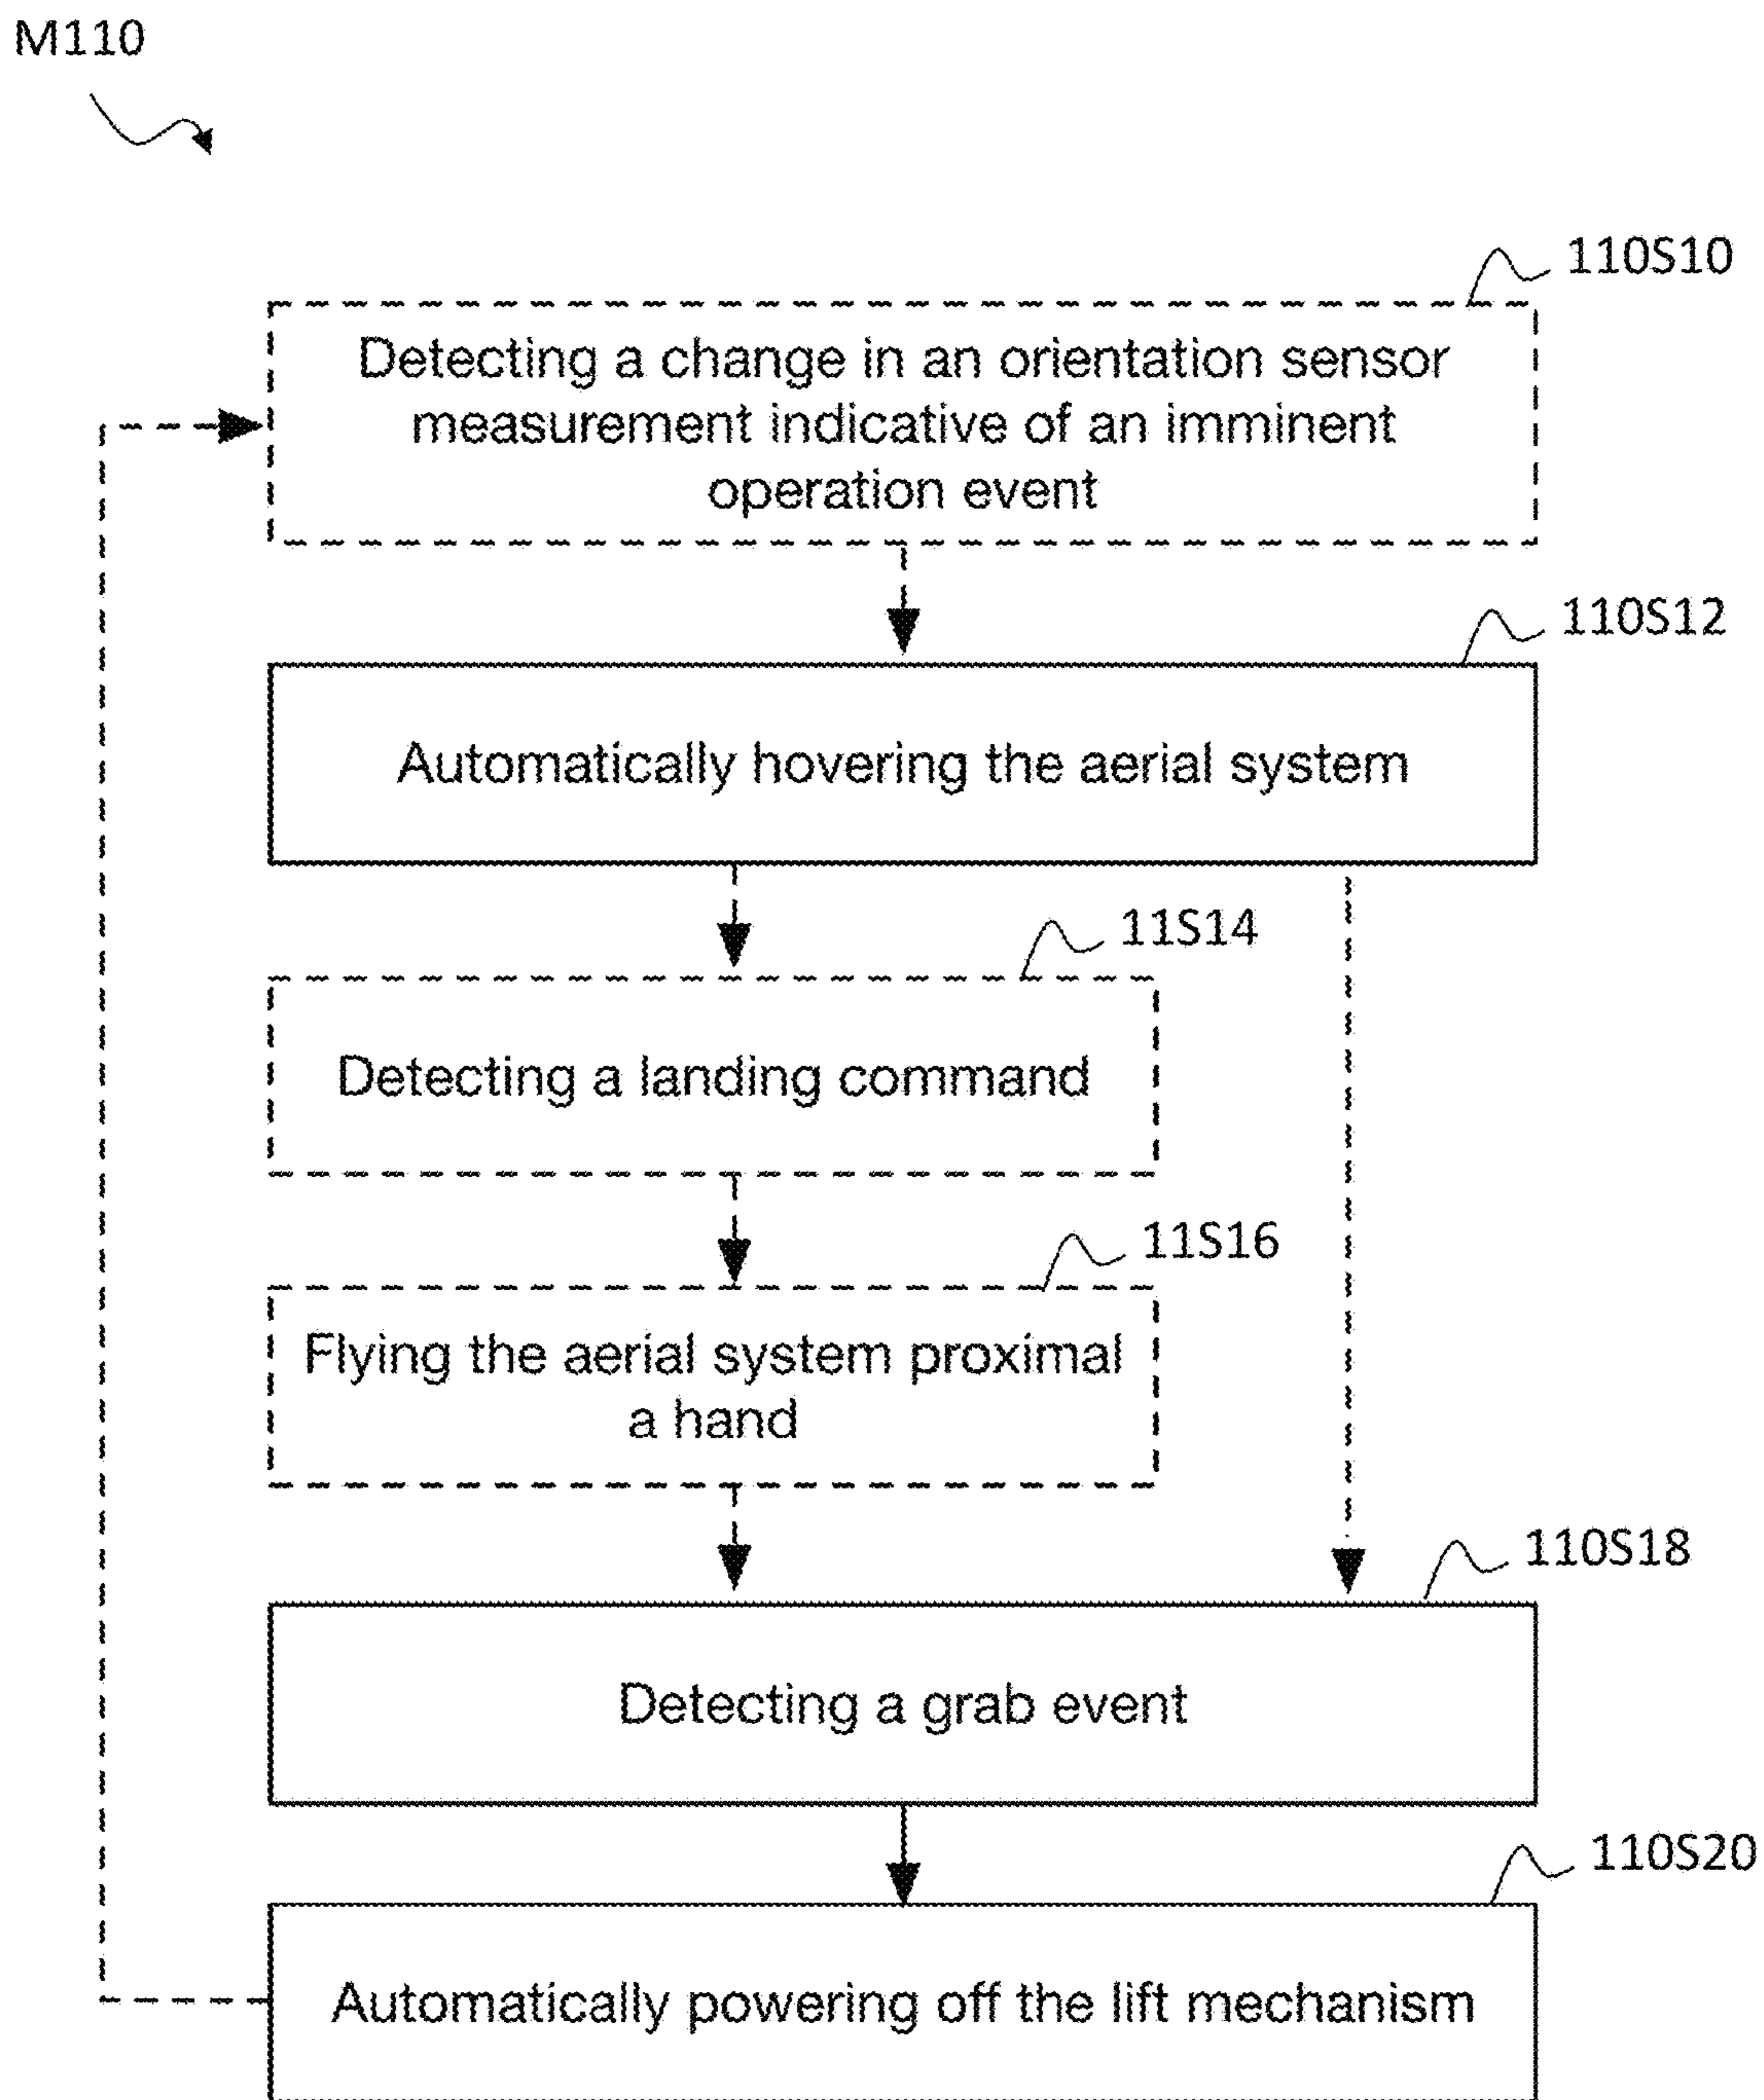 M110
110S10
Detecting a change in an orientation sensor
measurement indicative of an imminent
operation event
110S12
Automatically hovering the aerial system
11S14
Detecting a landing command
11S16
Flying the aerial system proximal
a hand
110S18
Detecting a grab event
110S20
Automatically powering off the lift mechanism